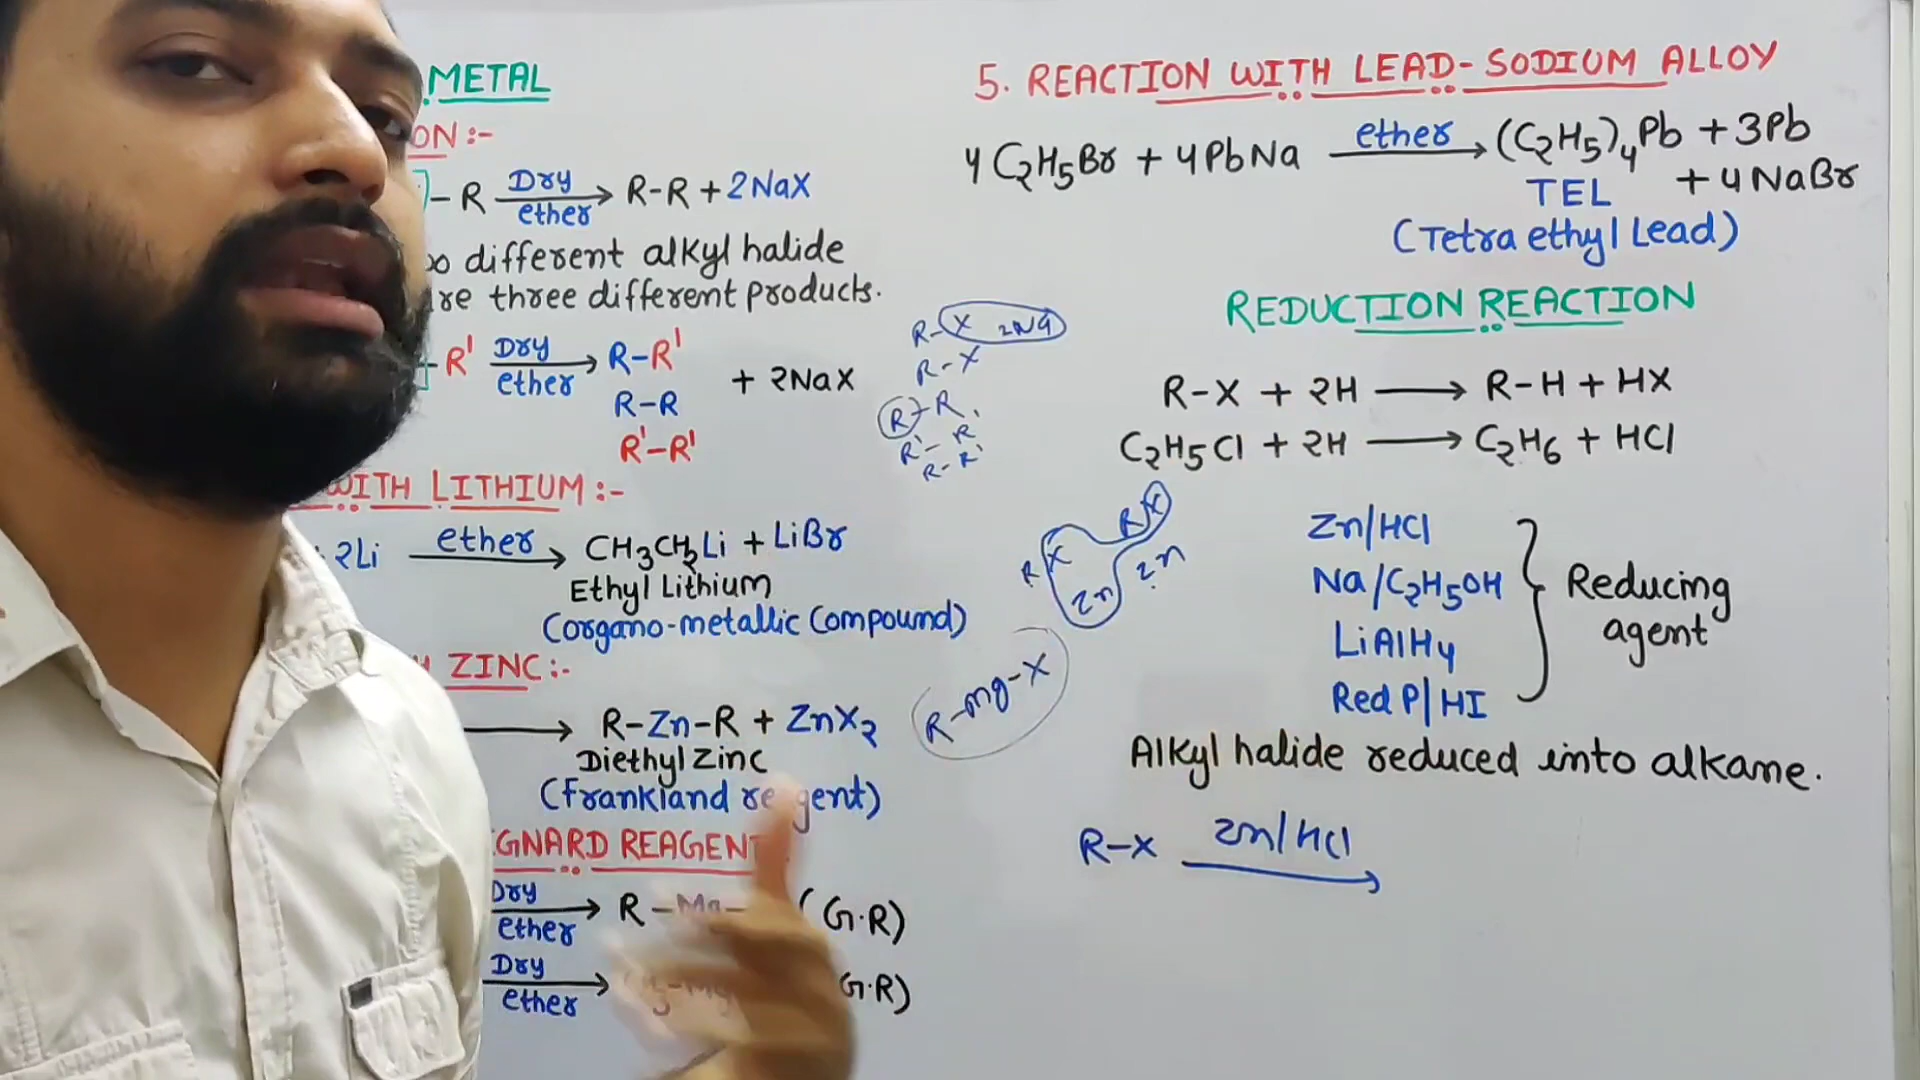 METAL
ON :-
- R Dry ether → R-R + 2NaX
different alkyl halide
three different products.
- R' Dry ether → R-R' + 2NaX
R-R
R'-R'
WITH LITHIUM :-
2Li ether → CH3CH2Li + LiBr
Ethyl Lithium
(organo-metallic Compound)
ZINC :-
→ R-Zn-R + ZnX2
Diethyl Zinc
(Frankland reagent)
GNARD REAGENT
Dry ether → R-Mg- (G.R)
Dry ether → G.R)
R-X 2Na
R-X
R-R,
R'-R
R-R'
R X R X
Zn Zn
R-Mg-X
5. REACTION WITH LEAD-SODIUM ALLOY
4C2H5Br + 4PbNa ether → (C2H5)4Pb + 3Pb
+ 4NaBr
TEL
(Tetra ethyl Lead)
REDUCTION REACTION
R-X + 2H → R-H + HX
C2H5Cl + 2H → C2H6 + HCl
Zn/HCl
Na/C2H5OH
LiAlH4
Red P/HI
Reducing
agent
Alkyl halide reduced into alkane.
R-X Zn/HCl →